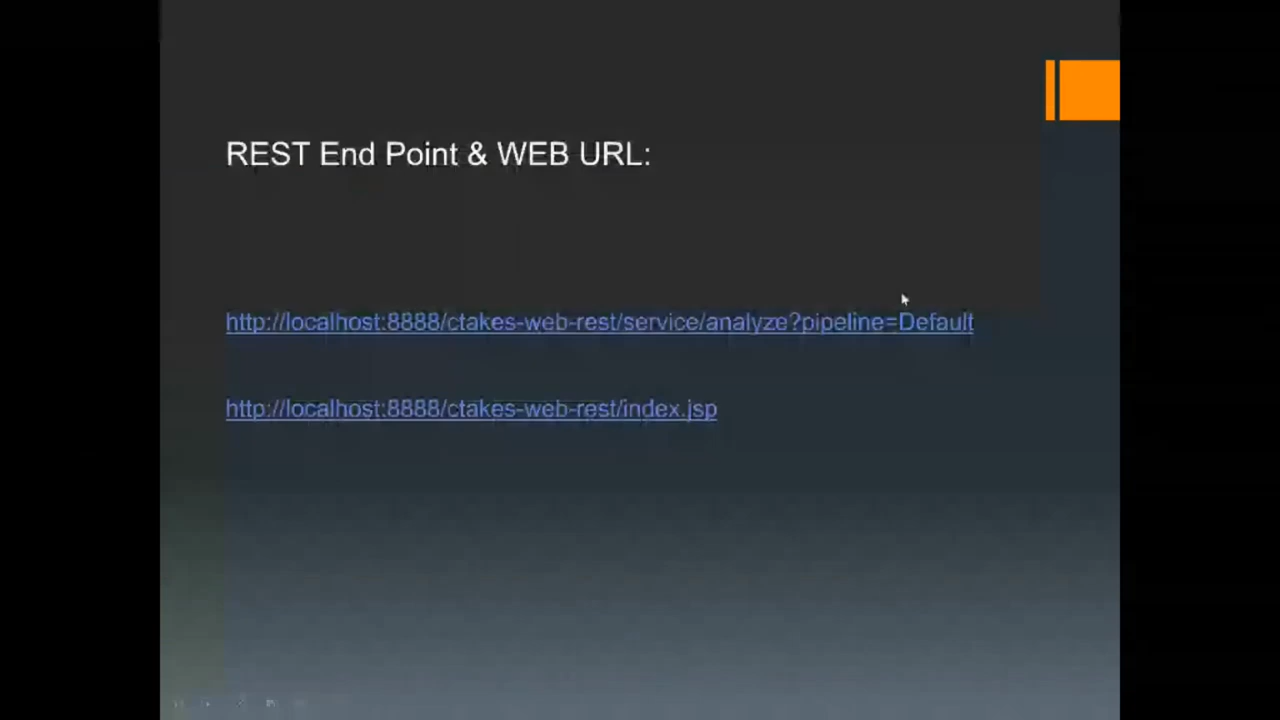 REST End Point & WEB URL:
http://localhost:8888/ctakes-web-rest/service/analyze?pipeline=Default
http://localhost:8888/ctakes-web-rest/index.jsp